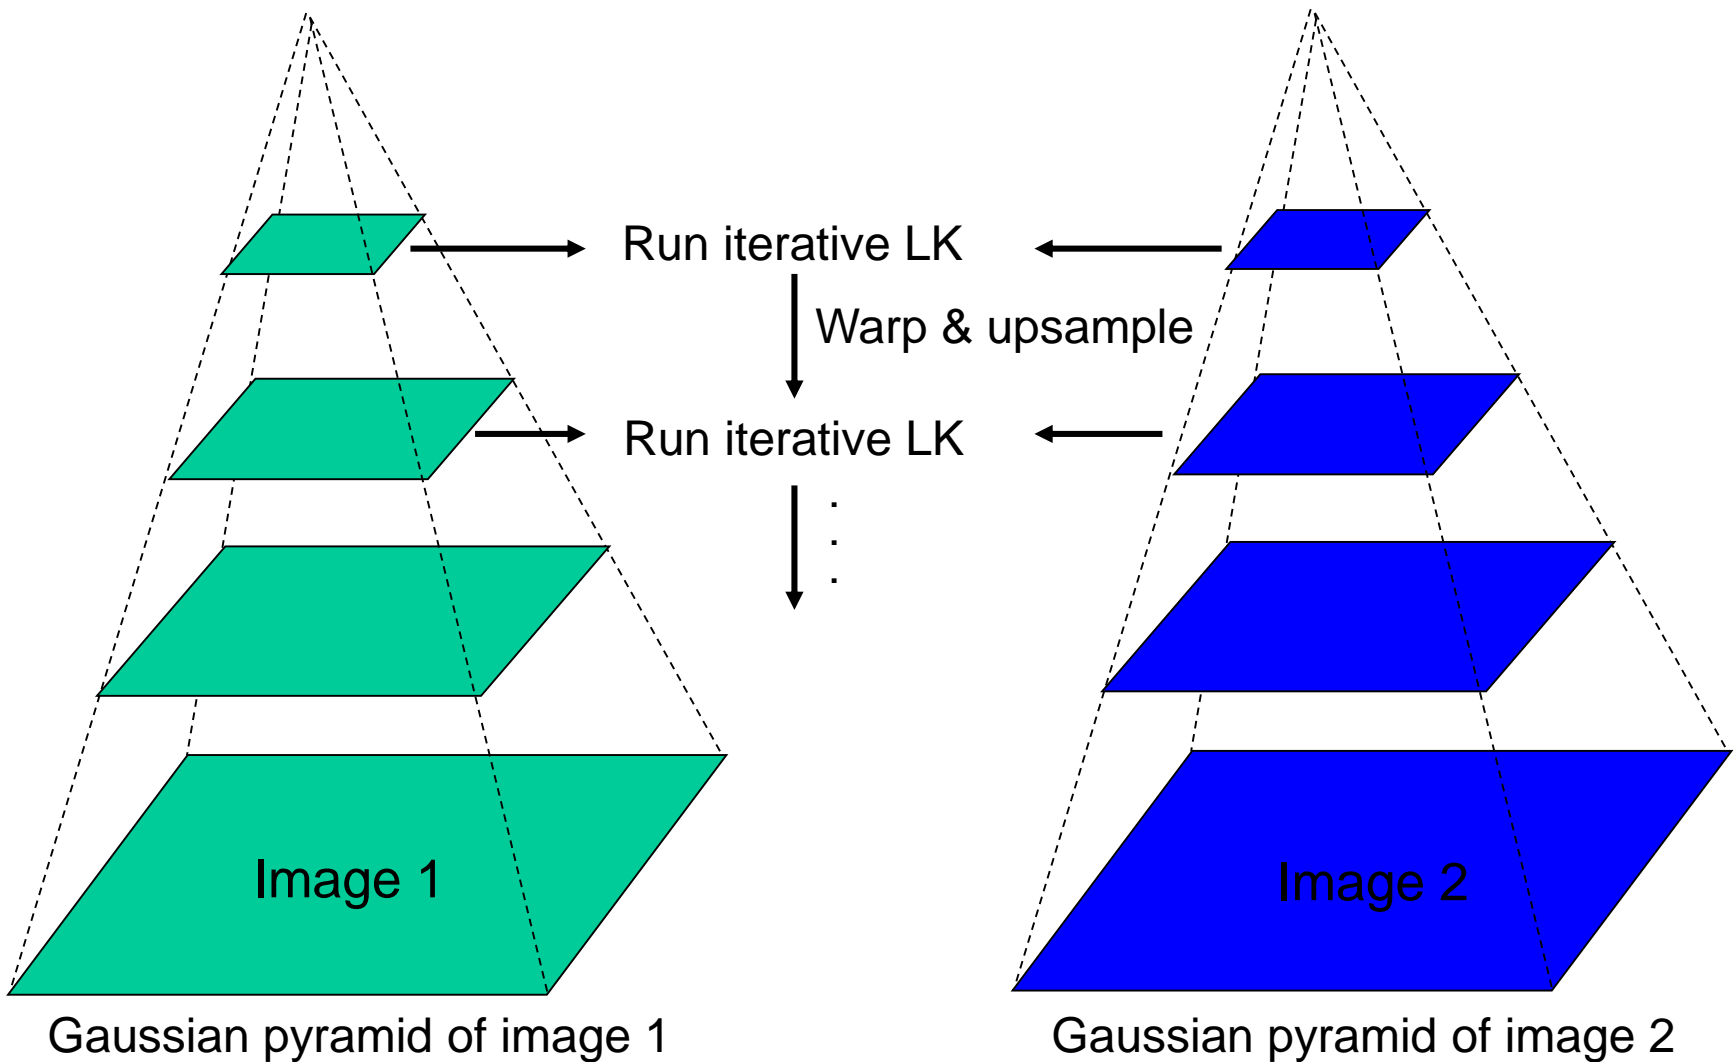 Run iterative LK
Warp & upsample
Run iterative LK
.
.
.
Image 1
Image 2
Gaussian pyramid of image 1
Gaussian pyramid of image 2